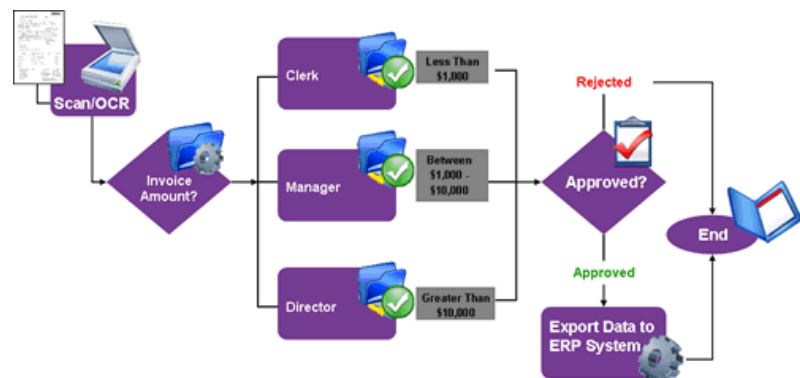 Scan/OCR
Invoice
Amount?
Clerk
Less Than
$1,000
Manager
Between
$1,000 -
$10,000
Director
Greater Than
$10,000
Rejected
Approved?
Approved
Export Data to
ERP System
End